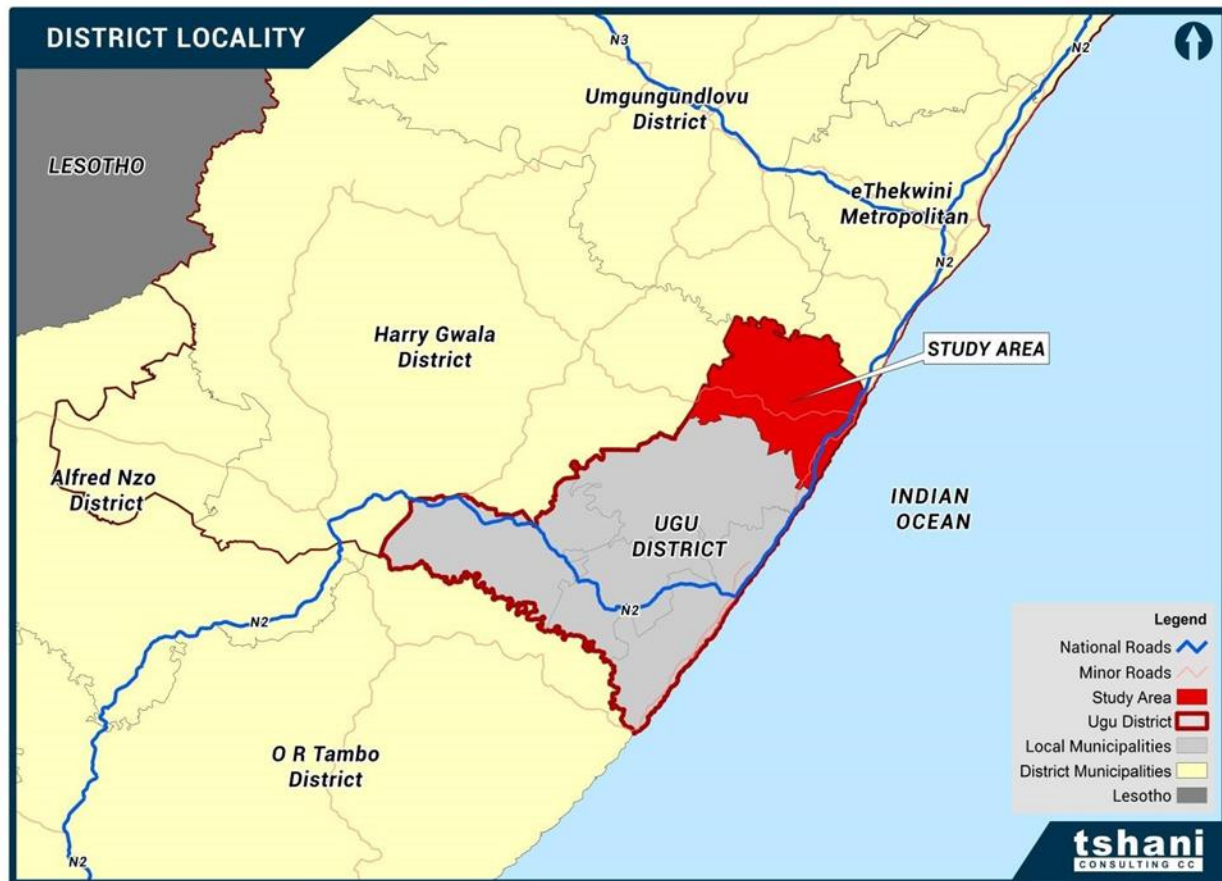 DISTRICT LOCALITY
N3
N2
Umgungundlovu
District
LESOTHO
eThekwini
Metropolitan
N2
Harry Gwala
District
STUDY AREA
Alfred Nzo
District
INDIAN
OCEAN
UGU
DISTRICT
N2
N2
O R Tambo
District
N2
Legend
National Roads
Minor Roads
Study Area
Ugu District
Local Municipalities
District Municipalities
Lesotho
tshani
CONSULTING CC